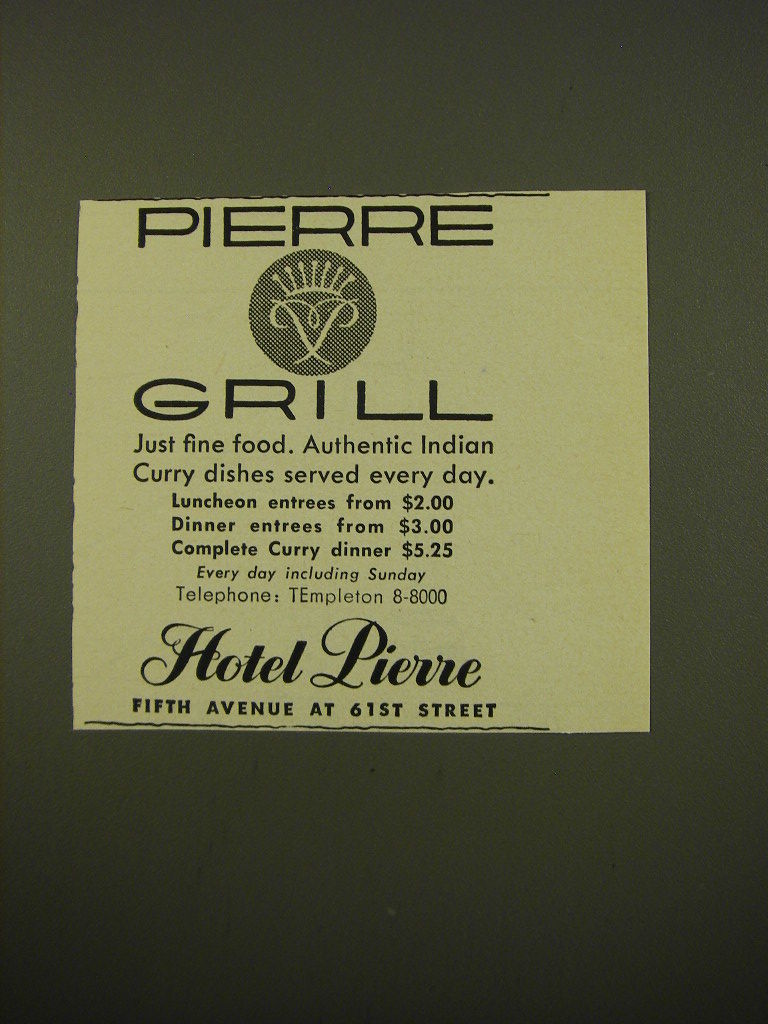 PIERRE
GRILL
Just fine food. Authentic Indian
Curry dishes served every day.
Luncheon entrees from $2.00
Dinner entrees from $3.00
Complete Curry dinner $5.25
Every day including Sunday
Telephone: TEmpleton 8-8000
Hotel Pierre
FIFTH AVENUE AT 61ST STREET